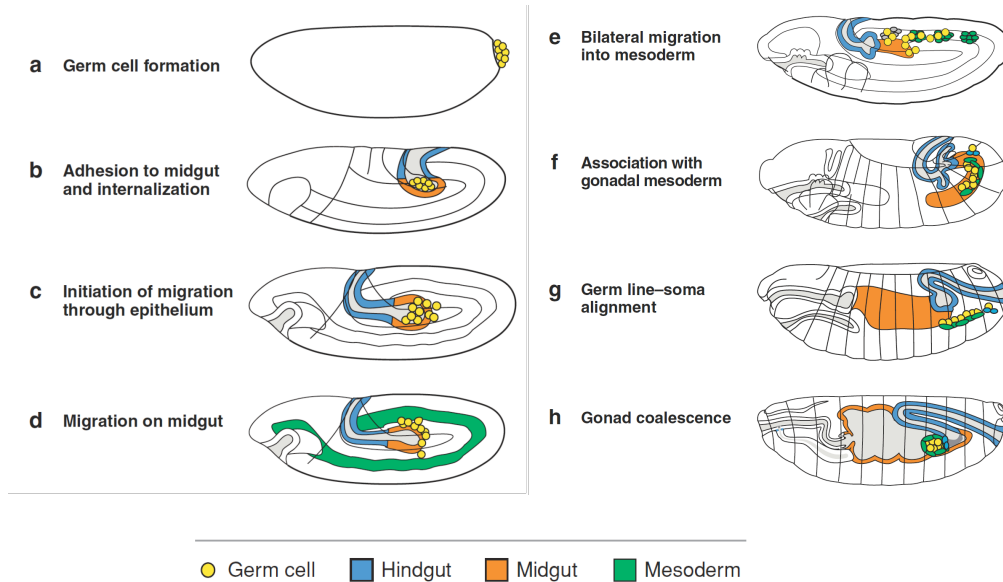 a Germ cell formation
b Adhesion to midgut
and internalization
c Initiation of migration
through epithelium
d Migration on midgut
e Bilateral migration
into mesoderm
f Association with
gonadal mesoderm
g Germ line–soma
alignment
h Gonad coalescence
Germ cell Hindgut Midgut Mesoderm